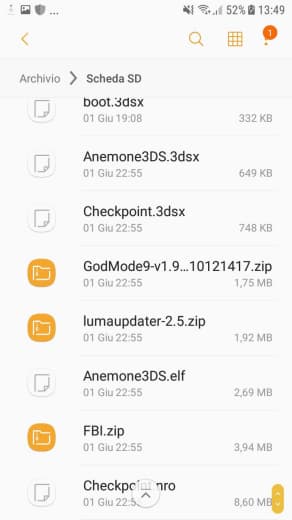 ... 52% 13:49
1
Archivio Scheda SD
boot.3dsx
01 Giu 19:08 332 KB
Anemone3DS.3dsx
01 Giu 22:55 649 KB
Checkpoint.3dsx
01 Giu 22:55 748 KB
GodMode9-v1.9...10121417.zip
01 Giu 22:55 1,75 MB
lumaupdater-2.5.zip
01 Giu 22:55 1,92 MB
Anemone3DS.elf
01 Giu 22:55 2,69 MB
FBI.zip
01 Giu 22:55 3,94 MB
Checkpoint.nro
01 Giu 22:55 8,60 MB